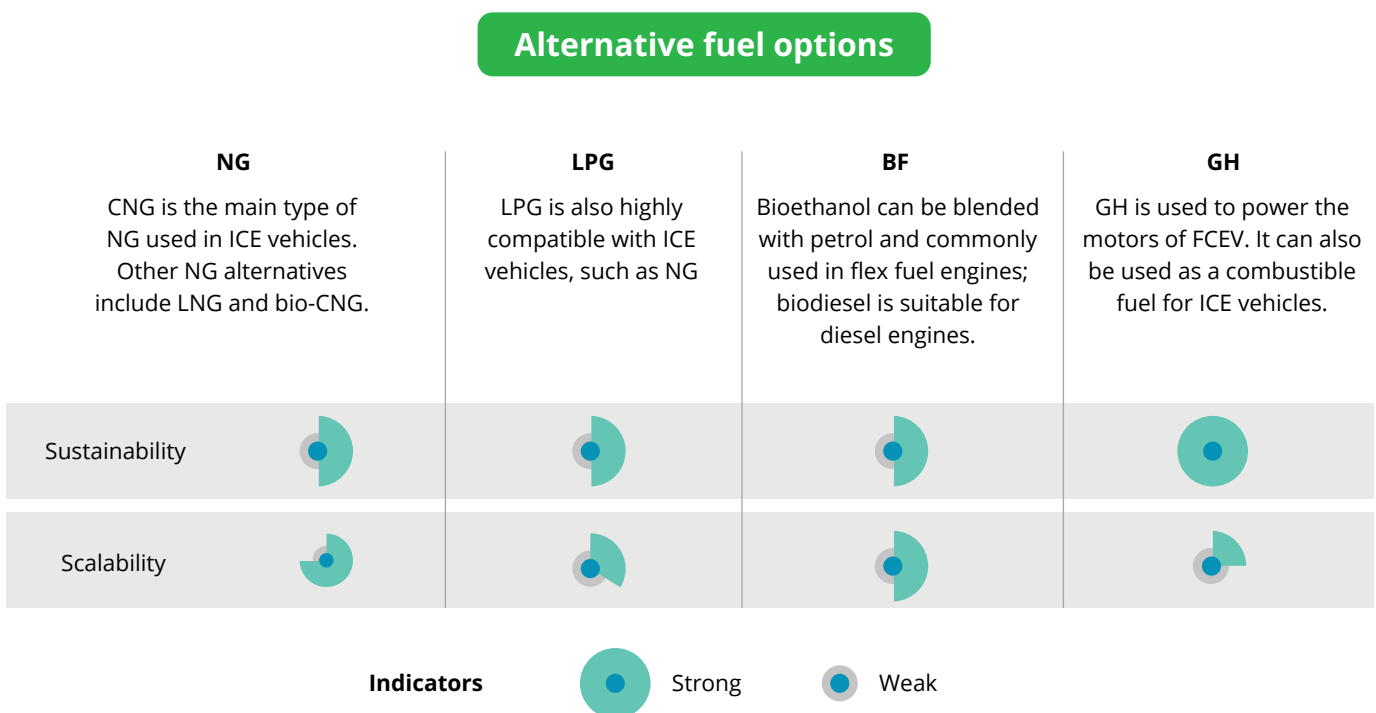 Alternative fuel options
NG
CNG is the main type of
NG used in ICE vehicles.
Other NG alternatives
include LNG and bio-CNG.
LPG
LPG is also highly
compatible with ICE
vehicles, such as NG
BF
Bioethanol can be blended
with petrol and commonly
used in flex fuel engines;
biodiesel is suitable for
diesel engines.
GH
GH is used to power the
motors of FCEV. It can also
be used as a combustible
fuel for ICE vehicles.
Sustainability
Scalability
Indicators
Strong
Weak